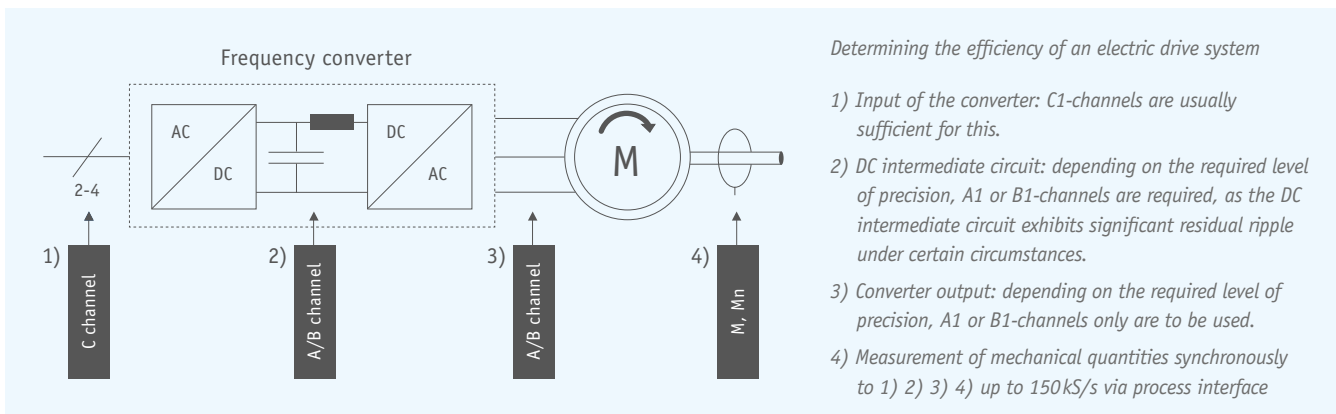 Frequency converter
AC
DC
DC
AC
M
2-4
1)
C channel
2)
A/B channel
3)
A/B channel
4)
M, Mn
Determining the efficiency of an electric drive system
1) Input of the converter: C1-channels are usually
sufficient for this.
2) DC intermediate circuit: depending on the required level
of precision, A1 or B1-channels are required, as the DC
intermediate circuit exhibits significant residual ripple
under certain circumstances.
3) Converter output: depending on the required level of
precision, A1 or B1-channels only are to be used.
4) Measurement of mechanical quantities synchronously
to 1) 2) 3) 4) up to 150 kS/s via process interface